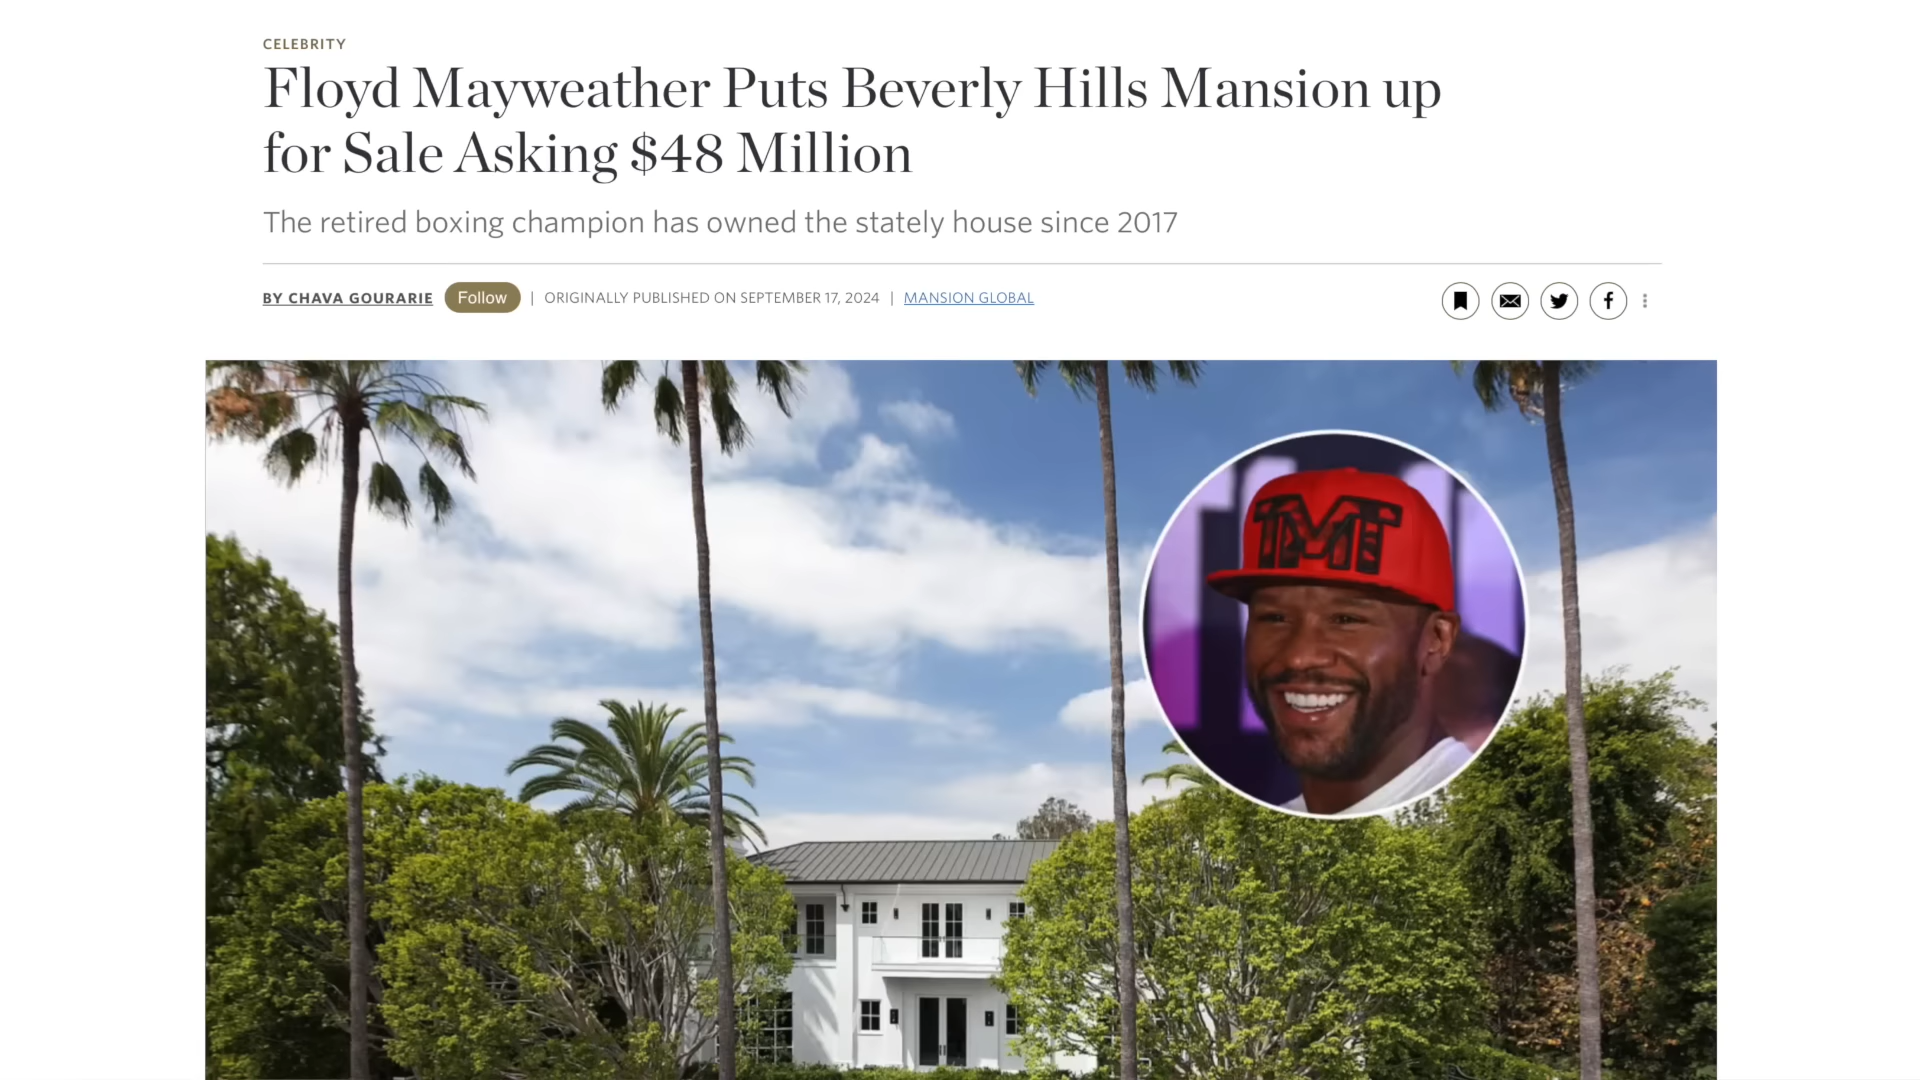 CELEBRITY
Floyd Mayweather Puts Beverly Hills Mansion up
for Sale Asking $48 Million
The retired boxing champion has owned the stately house since 2017
BY CHAVA GOURARIE Follow | ORIGINALLY PUBLISHED ON SEPTEMBER 17, 2024 | MANSION GLOBAL
TMT